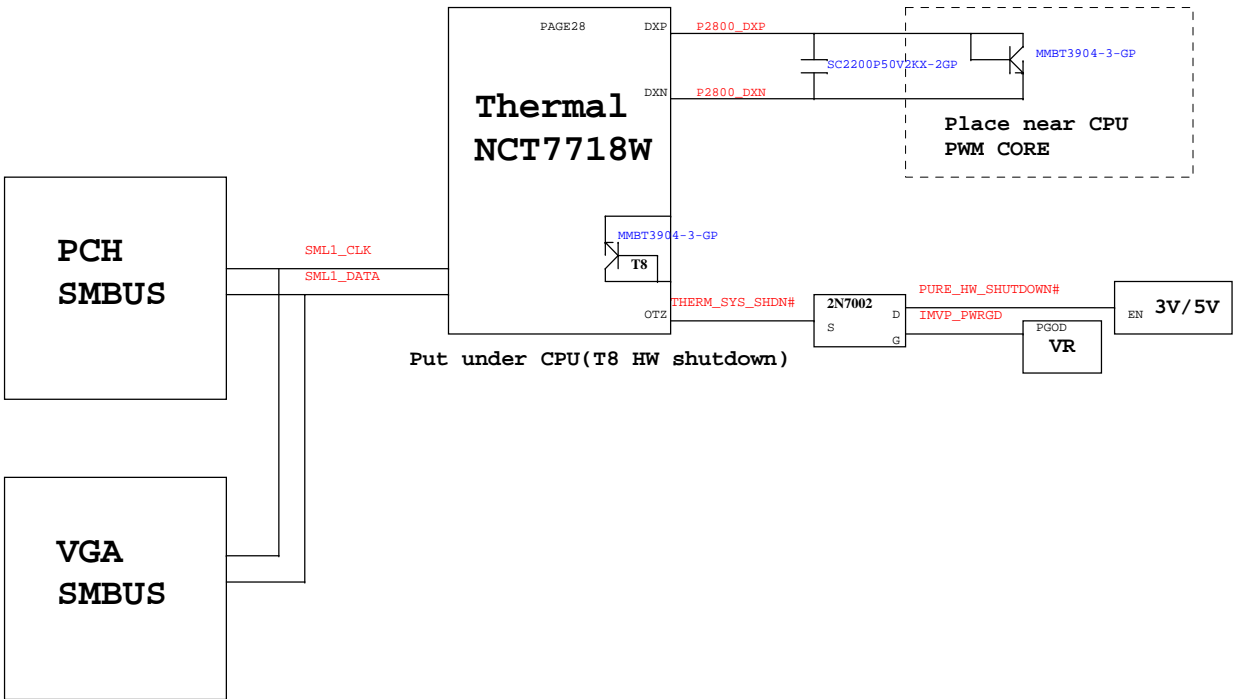 PAGE28
DXP
P2800_DXP
SC2200P50V2KX-2GP
MMBT3904-3-GP
DXN
P2800_DXN
Thermal
NCT7718W
Place near CPU
PWM CORE
PCH
SMBUS
SML1_CLK
SML1_DATA
MMBT3904-3-GP
T8
OTZ
THERM_SYS_SHDN#
2N7002
S
D
G
PURE_HW_SHUTDOWN#
IMVP_PWRGD
EN
3V/5V
PGOD
VR
Put under CPU(T8 HW shutdown)
VGA
SMBUS